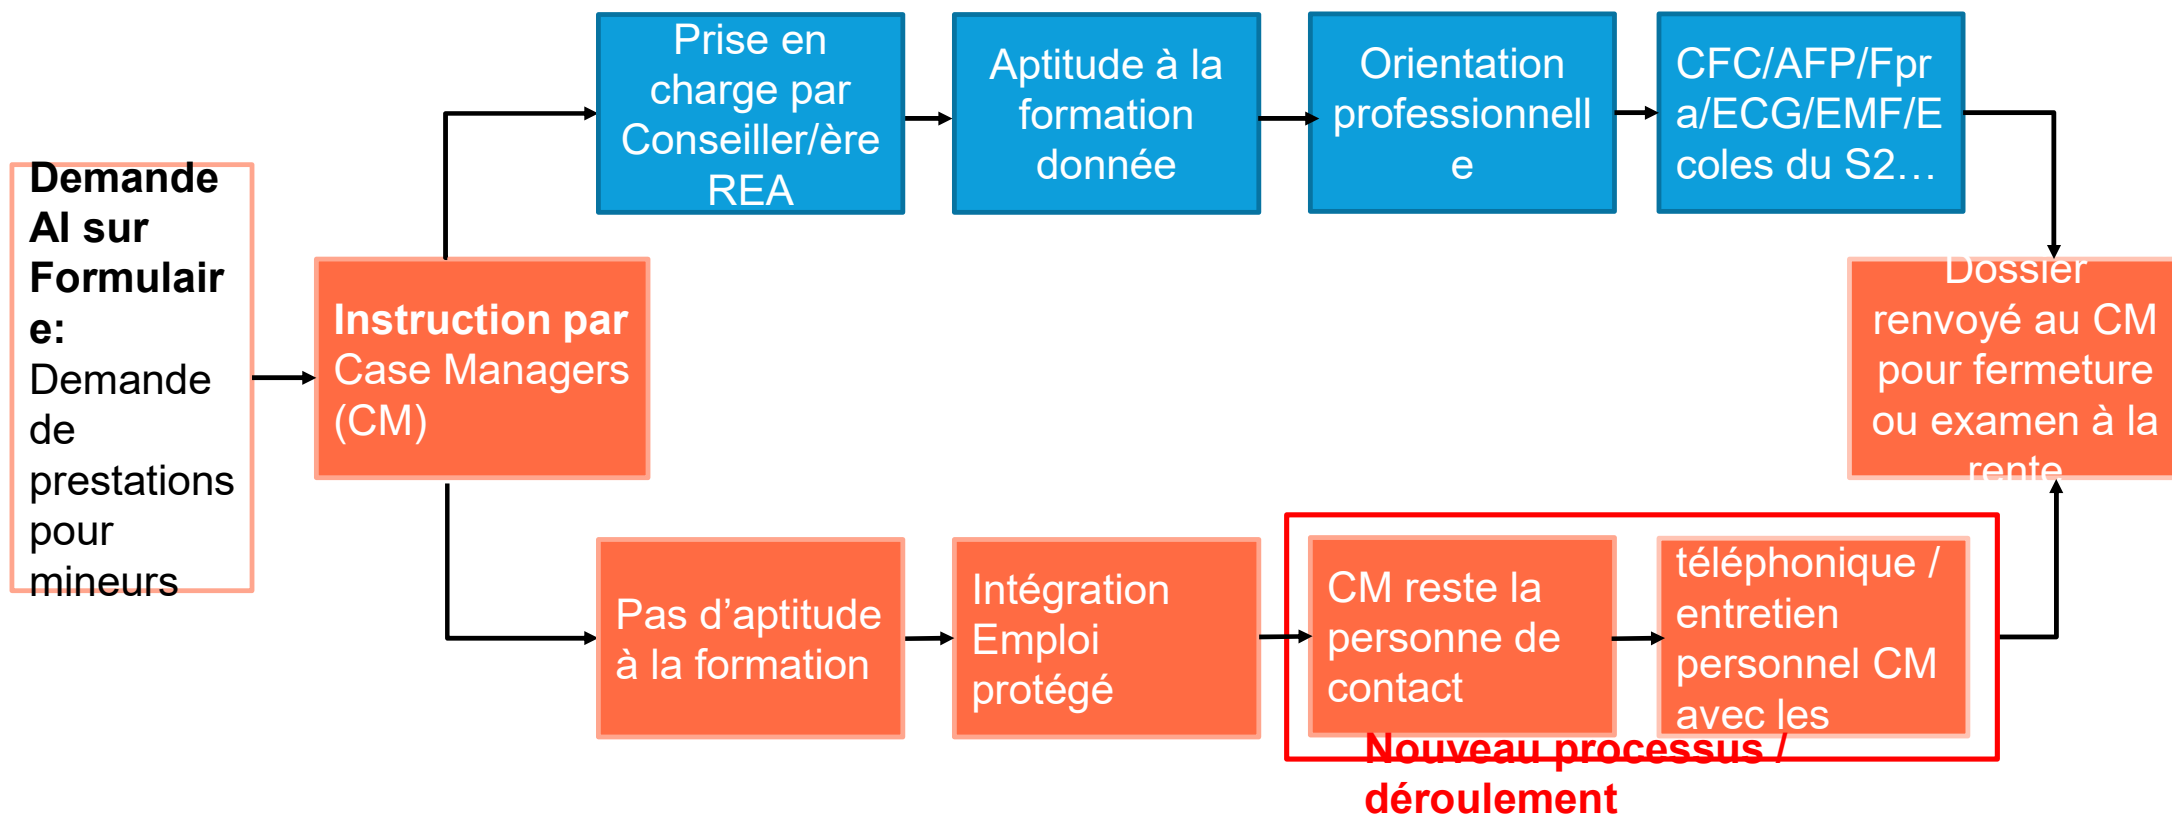 Demande
AI sur
Formulair
e:
Demande
de
prestations
pour
mineurs
Instruction par
Case Managers
(CM)
Prise en
charge par
Conseiller/ère
REA
Aptitude à la
formation
donnée
Orientation
professionnell
e
CFC/AFP/Fpr
a/ECG/EMF/E
coles du S2…
Dossier
renvoyé au CM
pour fermeture
ou examen à la
rente
Pas d’aptitude
à la formation
Intégration
Emploi
protégé
CM reste la
personne de
contact
téléphonique /
entretien
personnel CM
avec les
Nouveau processus /
déroulement